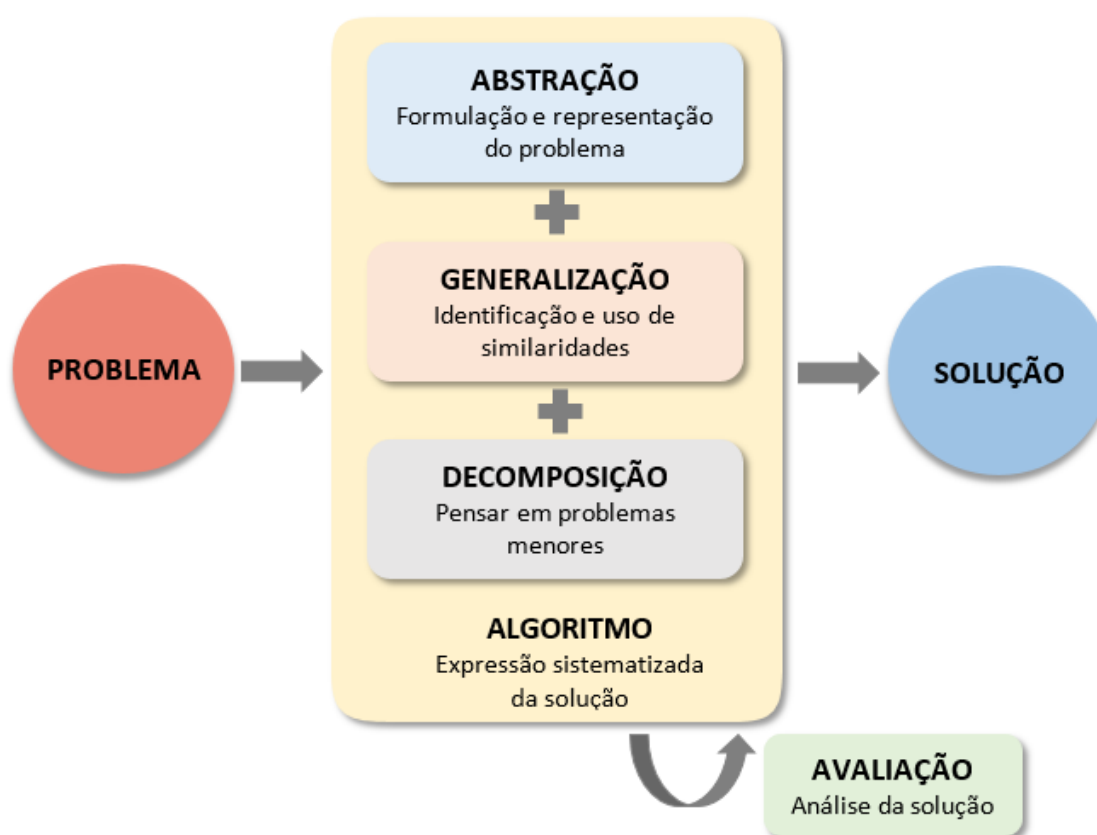 PROBLEMA
ABSTRAÇÃO
Formulação e representação
do problema
GENERALIZAÇÃO
Identificação e uso de
similaridades
DECOMPOSIÇÃO
Pensar em problemas
menores
ALGORITMO
Expressão sistematizada
da solução
SOLUÇÃO
AVALIAÇÃO
Análise da solução